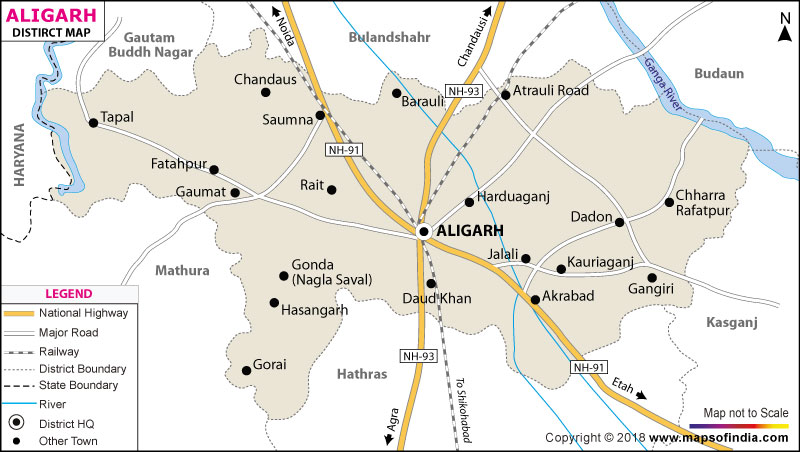 ALIGARH
DISTIRCT MAP
Gautam
Buddh Nagar
Noida
Bulandshahr
Chandausi
N
Ganga River
Budaun
HARYANA
Chandaus
Barauli
NH-93
Atrauli Road
Tapal
Saumna
NH-91
Fatahpur
Gaumat
Rait
Harduaganj
Chharra
Rafatpur
Dadon
ALIGARH
Mathura
Gonda
(Nagla Saval)
Jalali
Kauriaganj
Gangiri
Daud Khan
Akrabad
Hasangarh
Kasganj
Gorai
Hathras
NH-93
NH-91
Etah
Agra
To Shikohabad
LEGEND
National Highway
Major Road
Railway
District Boundary
State Boundary
River
District HQ
Other Town
Map not to Scale
Copyright © 2018 www.mapsofindia.com